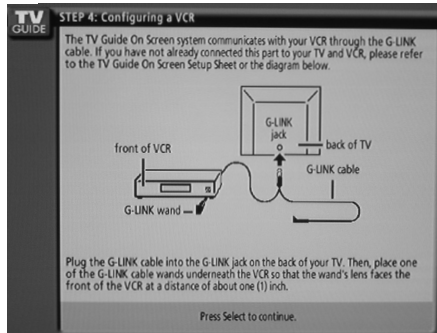 TV
GUIDE
STEP 4: Configuring a VCR
The TV Guide On Screen system communicates with your VCR through the G-LINK
cable. If you have not already connected this part to your TV and VCR, please refer
to the TV Guide On Screen Setup Sheet or the diagram below.
G-LINK
jack
front of VCR
back of TV
G-LINK cable
G-LINK wand
Plug the G-LINK cable into the G-LINK jack on the back of your TV. Then, place one
of the G-LINK cable wands underneath the VCR so that the wand's lens faces the
front of the VCR at a distance of about one (1) inch.
Press Select to continue.